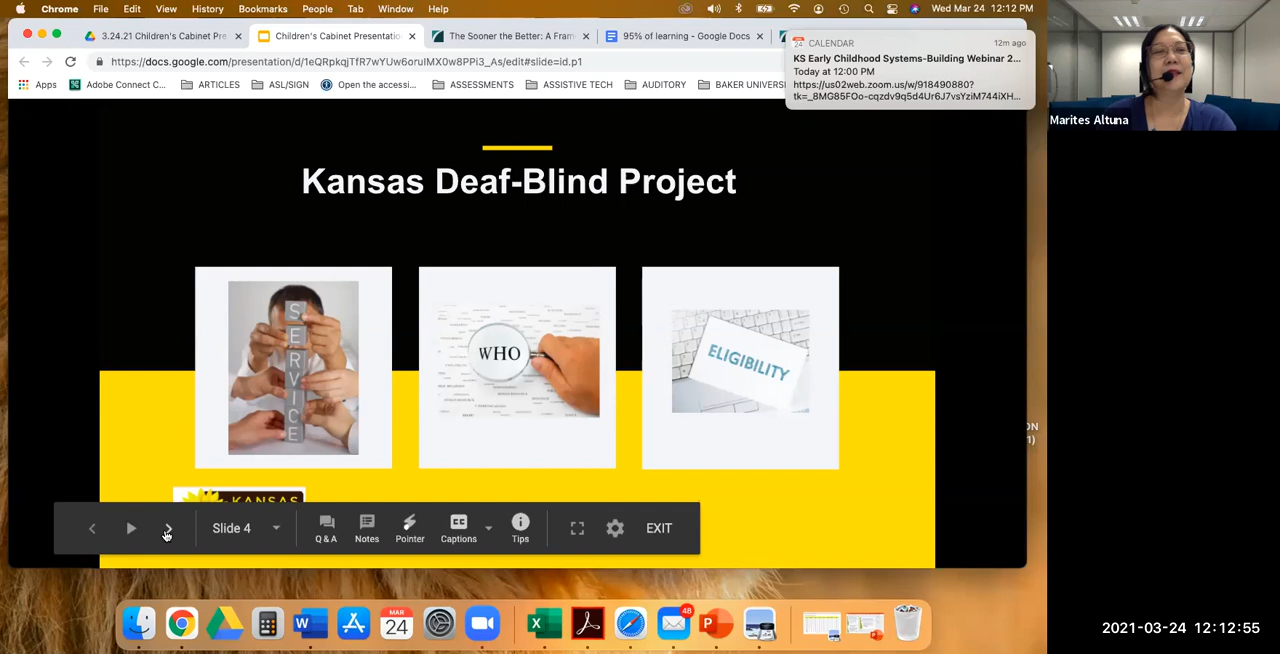 Chrome File Edit View History Bookmarks People Tab Window Help Wed Mar 24 12:12 PM
3.24.21 Children's Cabinet Pre
Children's Cabinet Presentatio
The Sooner the Better: A Fram
95% of learning - Google Docs
https://docs.google.com/presentation/d/1eQRpkqjTfR7wYUw6oruIMX0w8PPi3_As/edit#slide=id.p1
Apps
Adobe Connect C...
ARTICLES
ASL/SIGN
Open the accessi...
ASSESSMENTS
ASSISTIVE TECH
AUDITORY
BAKER UNIVERS
CALENDAR 12m ago
KS Early Childhood Systems-Building Webinar 2...
Today at 12:00 PM
https://us02web.zoom.us/w/918490880?
tk=_8MG85FOo-cqzdv9q5d4Ur6J7vsYziM744iXH...
Marites Altuna
Kansas Deaf-Blind Project
SERVICE
WHO
ELIGIBILITY
KANSAS
Slide 4
Q & A
Notes
Pointer
CC
Captions
Tips
EXIT
MAR
24
48
2021-03-24 12:12:55